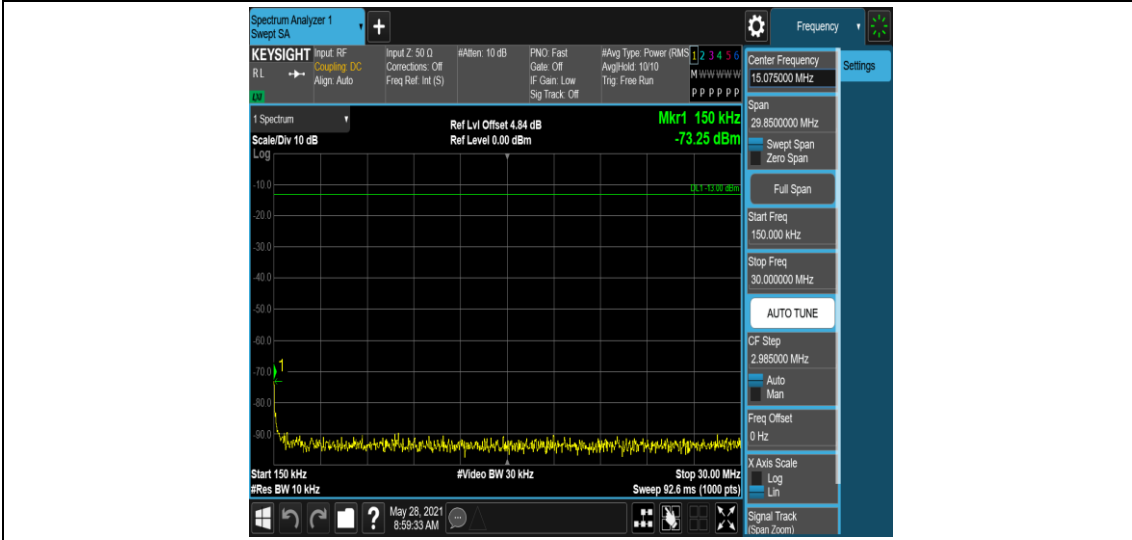 Spectrum Analyzer 1
Swept SA
+
Frequency
KEYSIGHT
RL
Input: RF
Coupling: DC
Align: Auto
Input Z: 50 Ω
Corrections: Off
Freq Ref: Int (S)
#Atten: 10 dB
PNO: Fast
Gate: Off
IF Gain: Low
Sig Track: Off
#Avg Type: Power (RMS
Avg|Hold: 10/10
Trig: Free Run
1 2 3 4 5 6
M W W W W W
P P P P P P
1 Spectrum
Scale/Div 10 dB
Log
Ref Lvl Offset 4.84 dB
Ref Level 0.00 dBm
Mkr1 150 kHz
-73.25 dBm
DL1 -13.00 dBm
-10.0
-20.0
-30.0
-40.0
-50.0
-60.0
-70.0
-80.0
-90.0
1
Start 150 kHz
#Res BW 10 kHz
#Video BW 30 kHz
Stop 30.00 MHz
Sweep 92.6 ms (1000 pts)
?
May 28, 2021
8:59:33 AM
Center Frequency
15.075000 MHz
Settings
Span
29.8500000 MHz
Swept Span
Zero Span
Full Span
Start Freq
150.000 kHz
Stop Freq
30.000000 MHz
AUTO TUNE
CF Step
2.985000 MHz
Auto
Man
Freq Offset
0 Hz
X Axis Scale
Log
Lin
Signal Track
(Span Zoom)